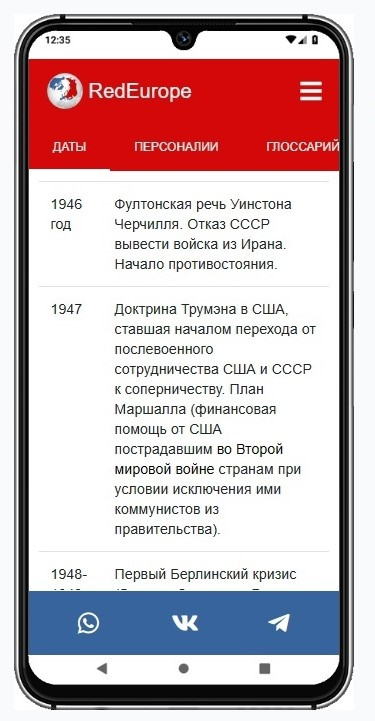 12:35
RedEurope
ДАТЫ ПЕРСОНАЛИИ ГЛОССАРИЙ
1946 Фултонская речь Уинстона
год Черчилля. Отказ СССР
вывести войска из Ирана.
Начало противостояния.
1947 Доктрина Трумэна в США,
ставшая началом перехода от
послевоенного
сотрудничества США и СССР
к соперничеству. План
Маршалла (финансовая
помощь от США
пострадавшим во Второй
мировой войне странам при
условии исключения ими
коммунистов из
правительства).
1948- Первый Берлинский кризис